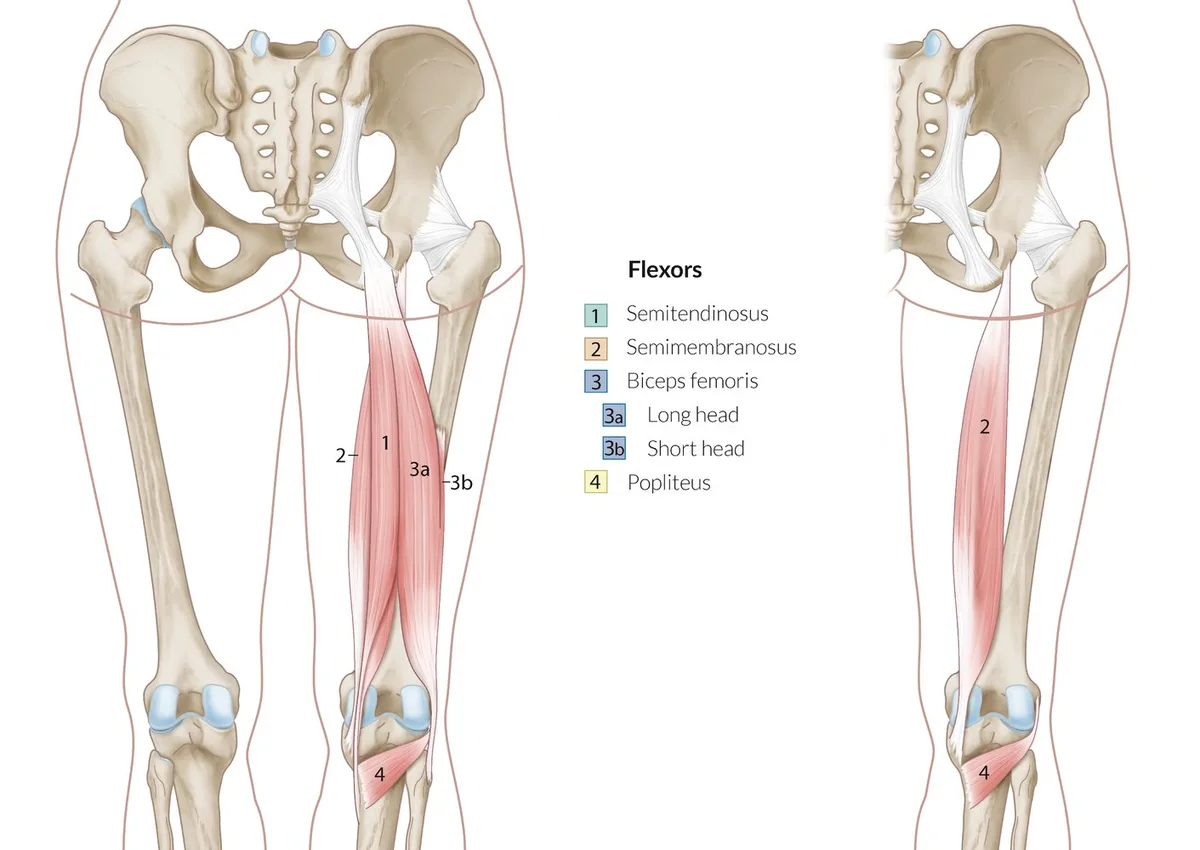 Flexors
1 Semitendinosus
2 Semimembranosus
3 Biceps femoris
3a Long head
3b Short head
4 Popliteus
1
2
3a
3b
4
2
4